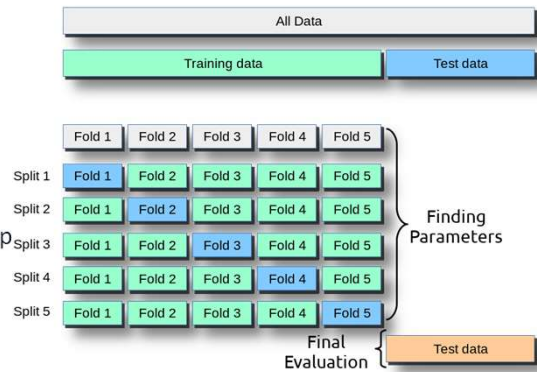 All Data
Training data Test data
Fold 1 Fold 2 Fold 3 Fold 4 Fold 5
Split 1 Fold 1 Fold 2 Fold 3 Fold 4 Fold 5
Split 2 Fold 1 Fold 2 Fold 3 Fold 4 Fold 5
p
Split 3 Fold 1 Fold 2 Fold 3 Fold 4 Fold 5
Split 4 Fold 1 Fold 2 Fold 3 Fold 4 Fold 5
Split 5 Fold 1 Fold 2 Fold 3 Fold 4 Fold 5
Finding
Parameters
Final
Evaluation
Test data